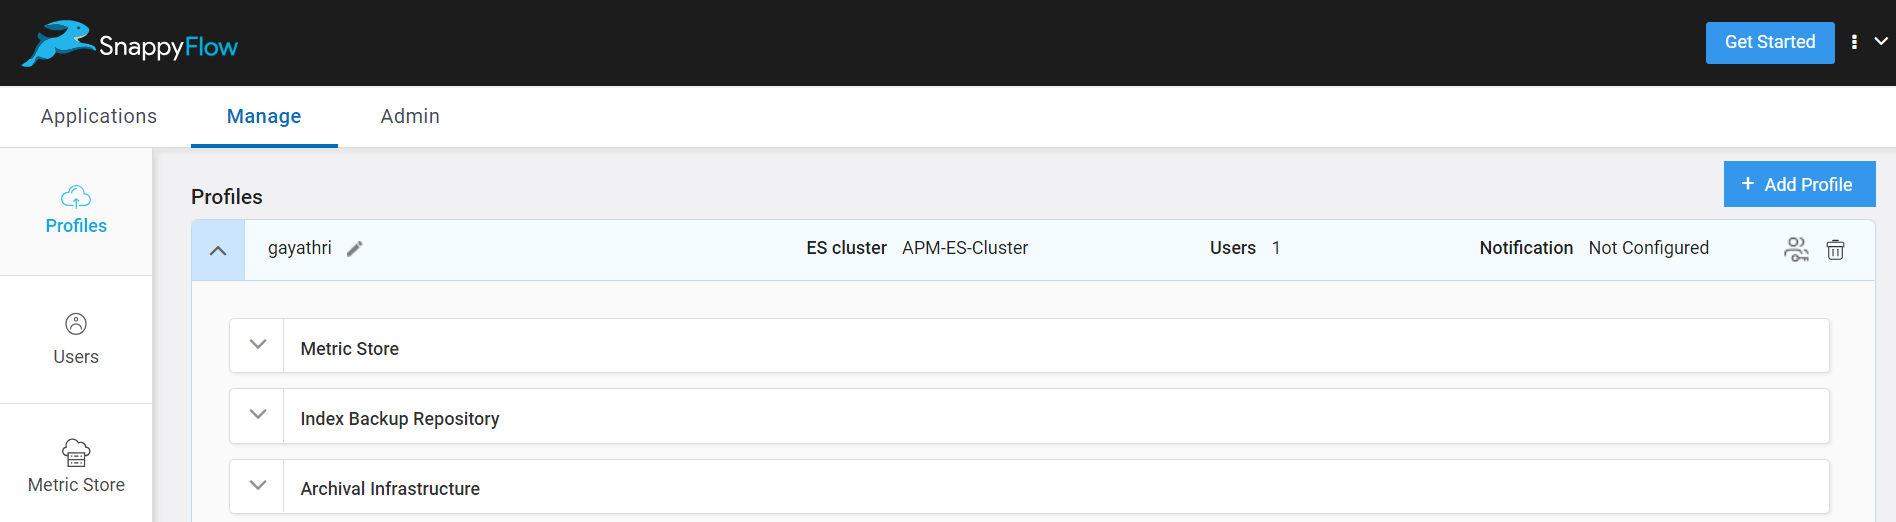 SnappyFlow
Get Started
Applications Manage Admin
Profiles
Users
Metric Store
Profiles
+ Add Profile
gayathri ES cluster APM-ES-Cluster Users 1 Notification Not Configured
Metric Store
Index Backup Repository
Archival Infrastructure